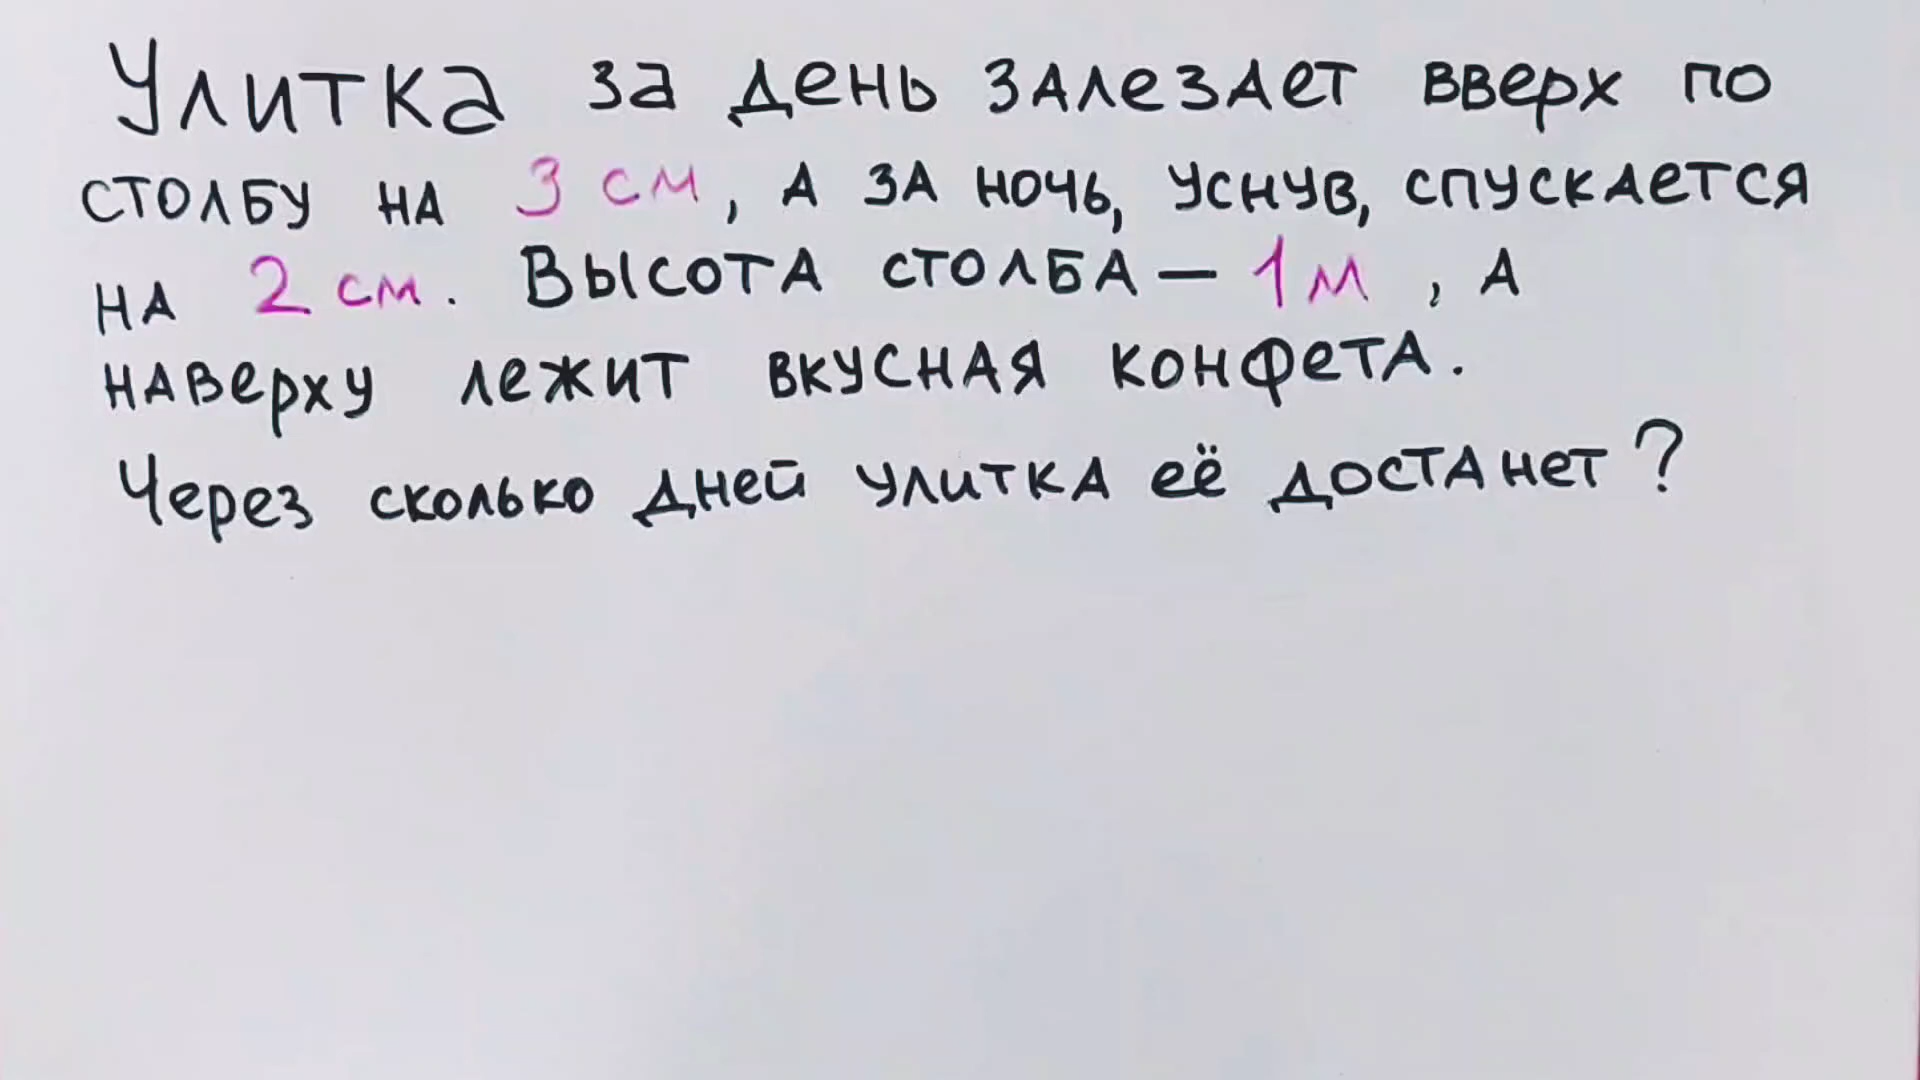 Улитка за день залезает вверх по
столбу на 3 см, а за ночь, уснув, спускается
на 2 см. Высота столба – 1 м, а
наверху лежит вкусная конфета.
Через сколько дней улитка её достанет?